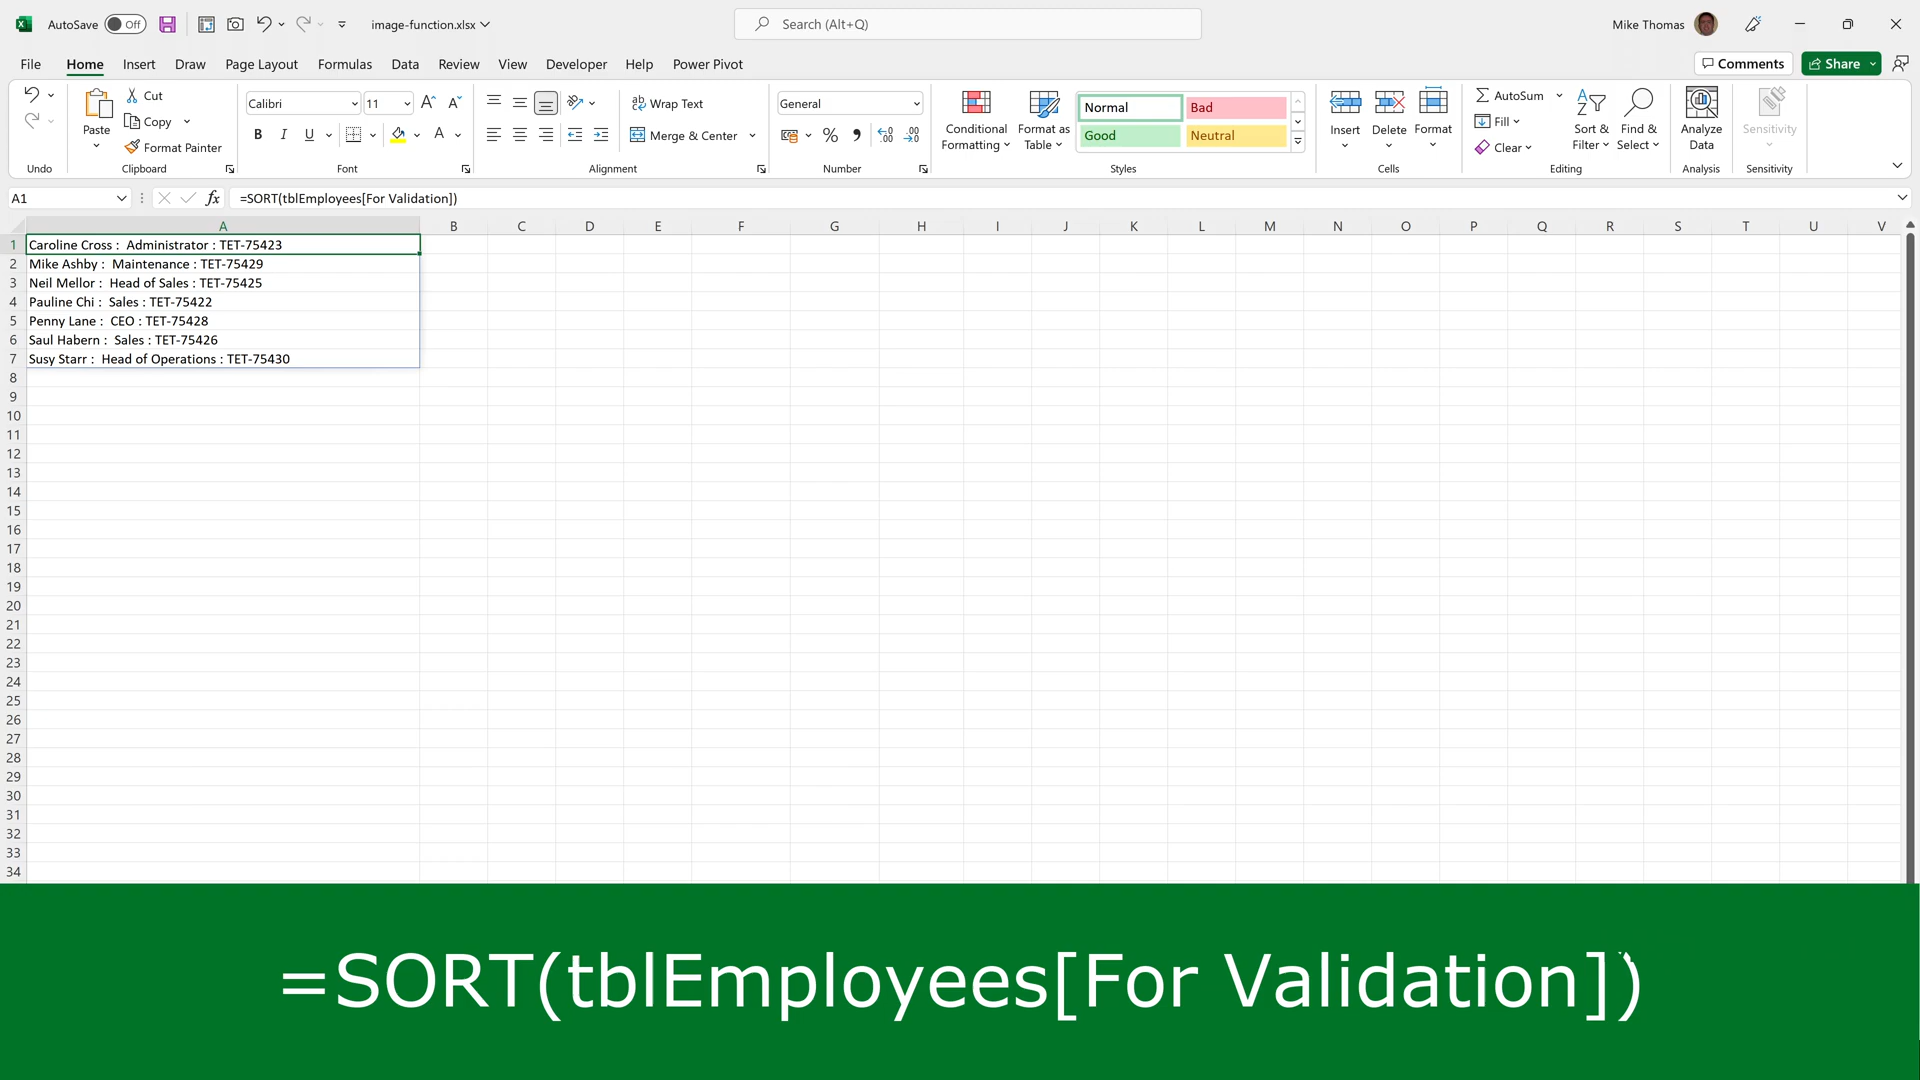 AutoSave Off image-function.xlsx Search (Alt+Q) Mike Thomas
File Home Insert Draw Page Layout Formulas Data Review View Developer Help Power Pivot Comments Share
Paste Cut Copy Format Painter
Calibri 11
B I U A
Wrap Text
Merge & Center
General
% , .00
Conditional Formatting
Format as Table
Normal Bad
Good Neutral
Insert Delete Format
AutoSum
Fill
Clear
Sort & Filter
Find & Select
Analyze Data
Sensitivity
Undo Clipboard Font Alignment Number Styles Cells Editing Analysis Sensitivity
A1 fx =SORT(tblEmployees[For Validation])
A B C D E F G H I J K L M N O P Q R S T U V
1 Caroline Cross :  Administrator : TET-75423
2 Mike Ashby :  Maintenance : TET-75429
3 Neil Mellor :  Head of Sales : TET-75425
4 Pauline Chi :  Sales : TET-75422
5 Penny Lane :  CEO : TET-75428
6 Saul Habern :  Sales : TET-75426
7 Susy Starr :  Head of Operations : TET-75430
8
9
10
11
12
13
14
15
16
17
18
19
20
21
22
23
24
25
26
27
28
29
30
31
32
33
34
=SORT(tblEmployees[For Validation])